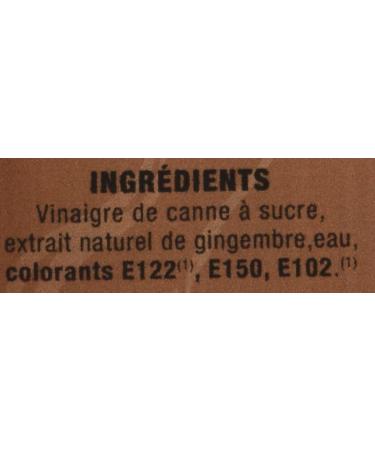 INGRÉDIENTS
Vinaigre de canne à sucre,
extrait naturel de gingembre,eau,
colorants E122⁽¹⁾, E150, E102.⁽¹⁾